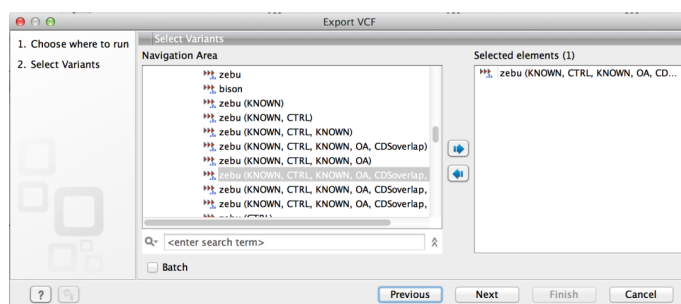 Export VCF
1. Choose where to run
2. Select Variants
Select Variants
Navigation Area
zebu
bison
zebu (KNOWN)
zebu (KNOWN, CTRL)
zebu (KNOWN, CTRL, KNOWN)
zebu (KNOWN, CTRL, KNOWN, OA, CDSoverlap)
zebu (KNOWN, CTRL, KNOWN, OA)
zebu (KNOWN, CTRL, KNOWN, OA, CDSoverlap,
zebu (KNOWN, CTRL, KNOWN, OA, CDSoverlap,
zebu (KNOWN, CTRL, KNOWN, OA, CDSoverlap,
zebu (CTRL)
<enter search term>
Batch
Selected elements (1)
zebu (KNOWN, CTRL, KNOWN, OA, CD...
?
Previous
Next
Finish
Cancel